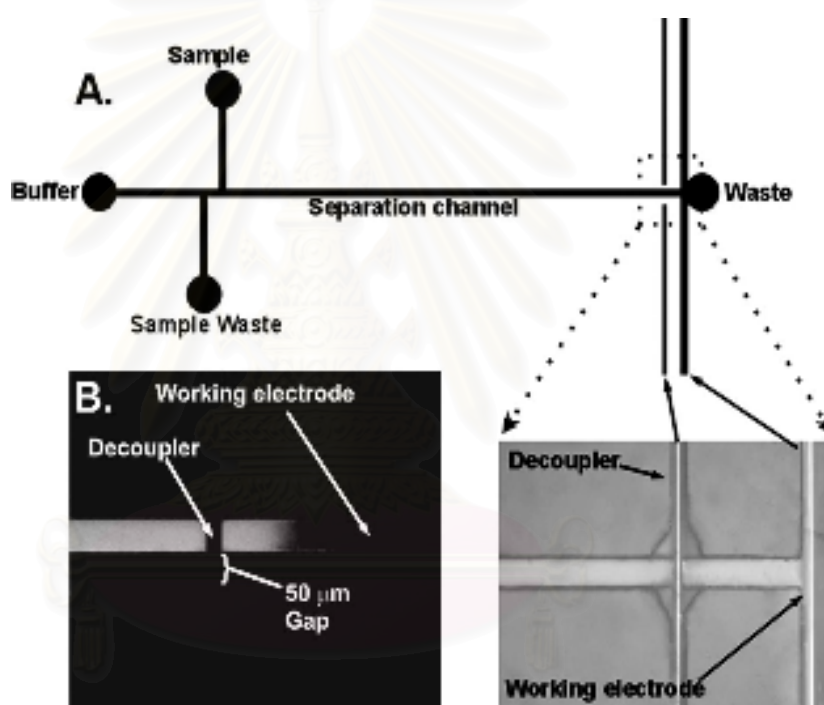 A.
Sample
Buffer
Separation channel
Waste
Sample Waste
B.
Working electrode
Decoupler
50 μm
Gap
Decoupler
Working electrode